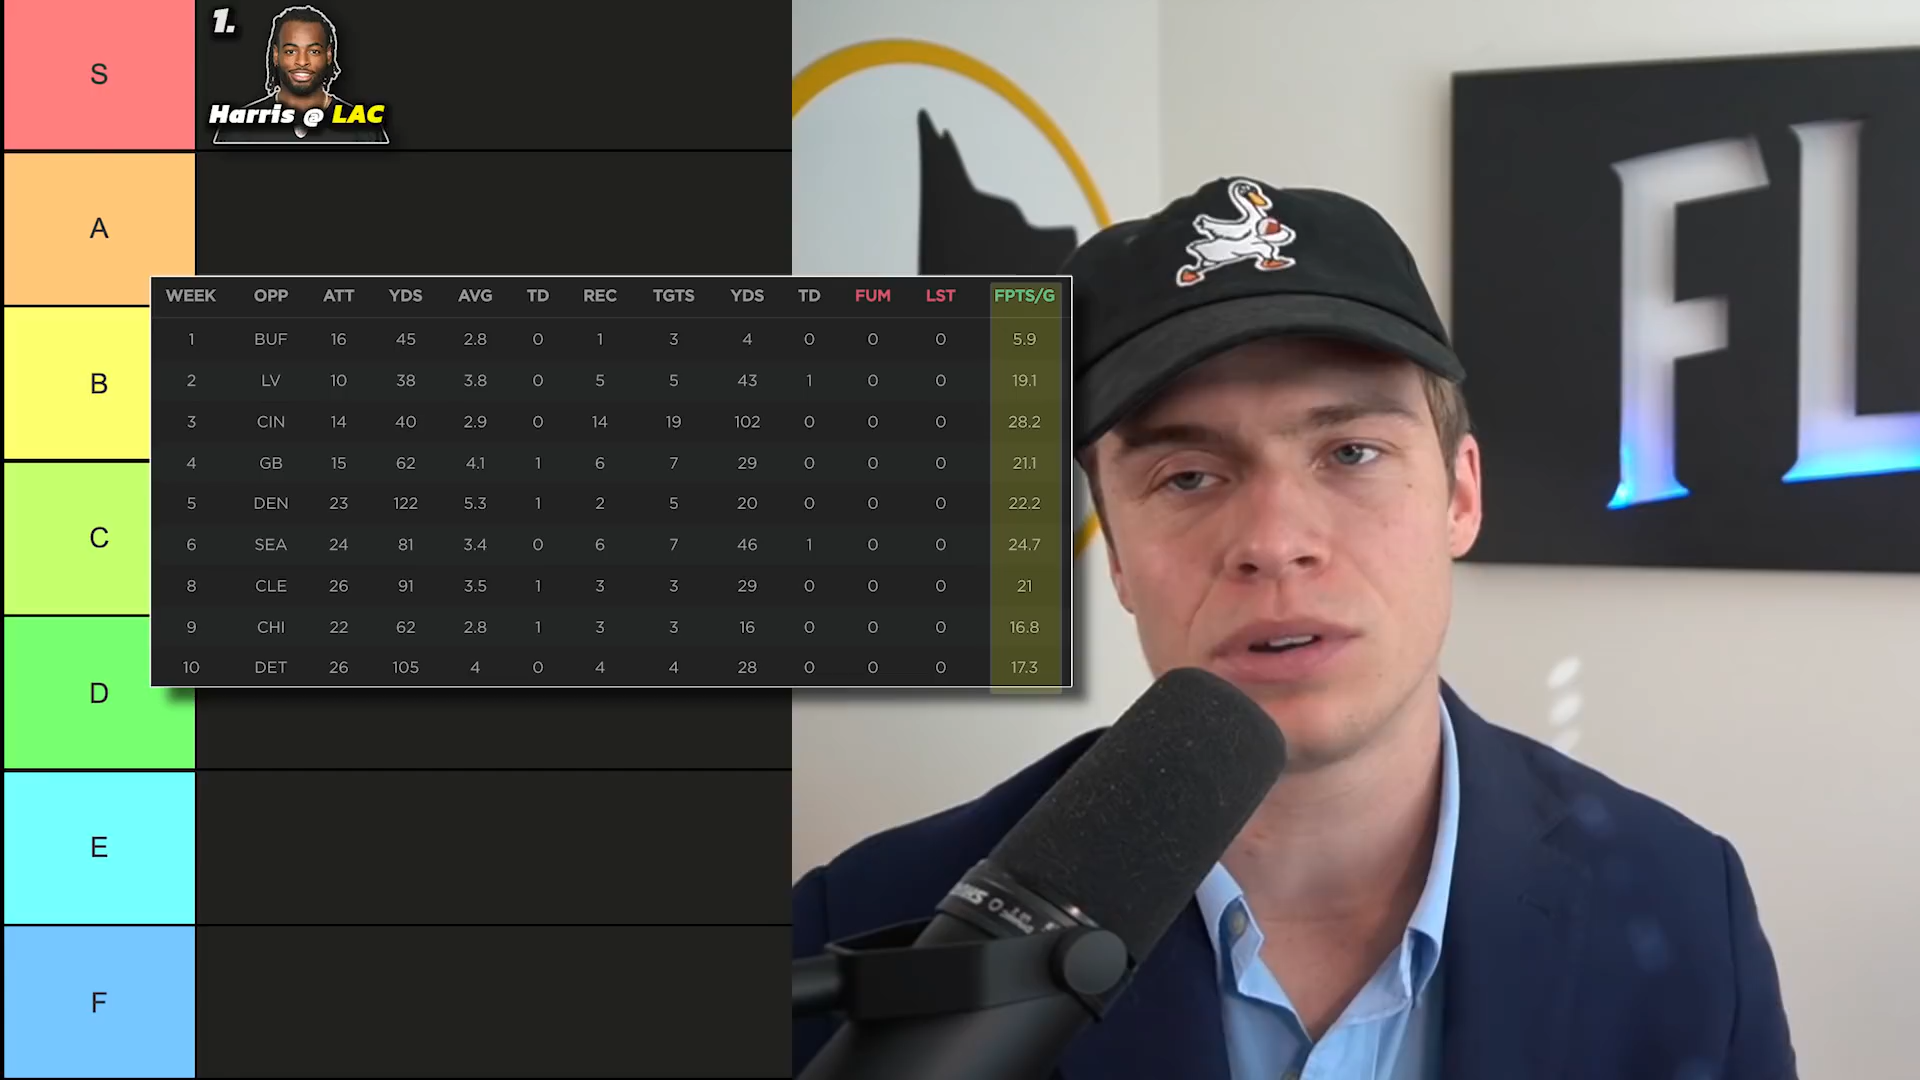 S
1.
Harris @ LAC
A
B
C
D
E
F
WEEK OPP ATT YDS AVG TD REC TGTS YDS TD FUM LST FPTS/G
1 BUF 16 45 2.8 0 1 3 4 0 0 0 5.9
2 LV 10 38 3.8 0 5 5 43 1 0 0 19.1
3 CIN 14 40 2.9 0 14 19 102 0 0 0 28.2
4 GB 15 62 4.1 1 6 7 29 0 0 0 21.1
5 DEN 23 122 5.3 1 2 5 20 0 0 0 22.2
6 SEA 24 81 3.4 0 6 7 46 1 0 0 24.7
8 CLE 26 91 3.5 1 3 3 29 0 0 0 21
9 CHI 22 62 2.8 1 3 3 16 0 0 0 16.8
10 DET 26 105 4 0 4 4 28 0 0 0 17.3
FL